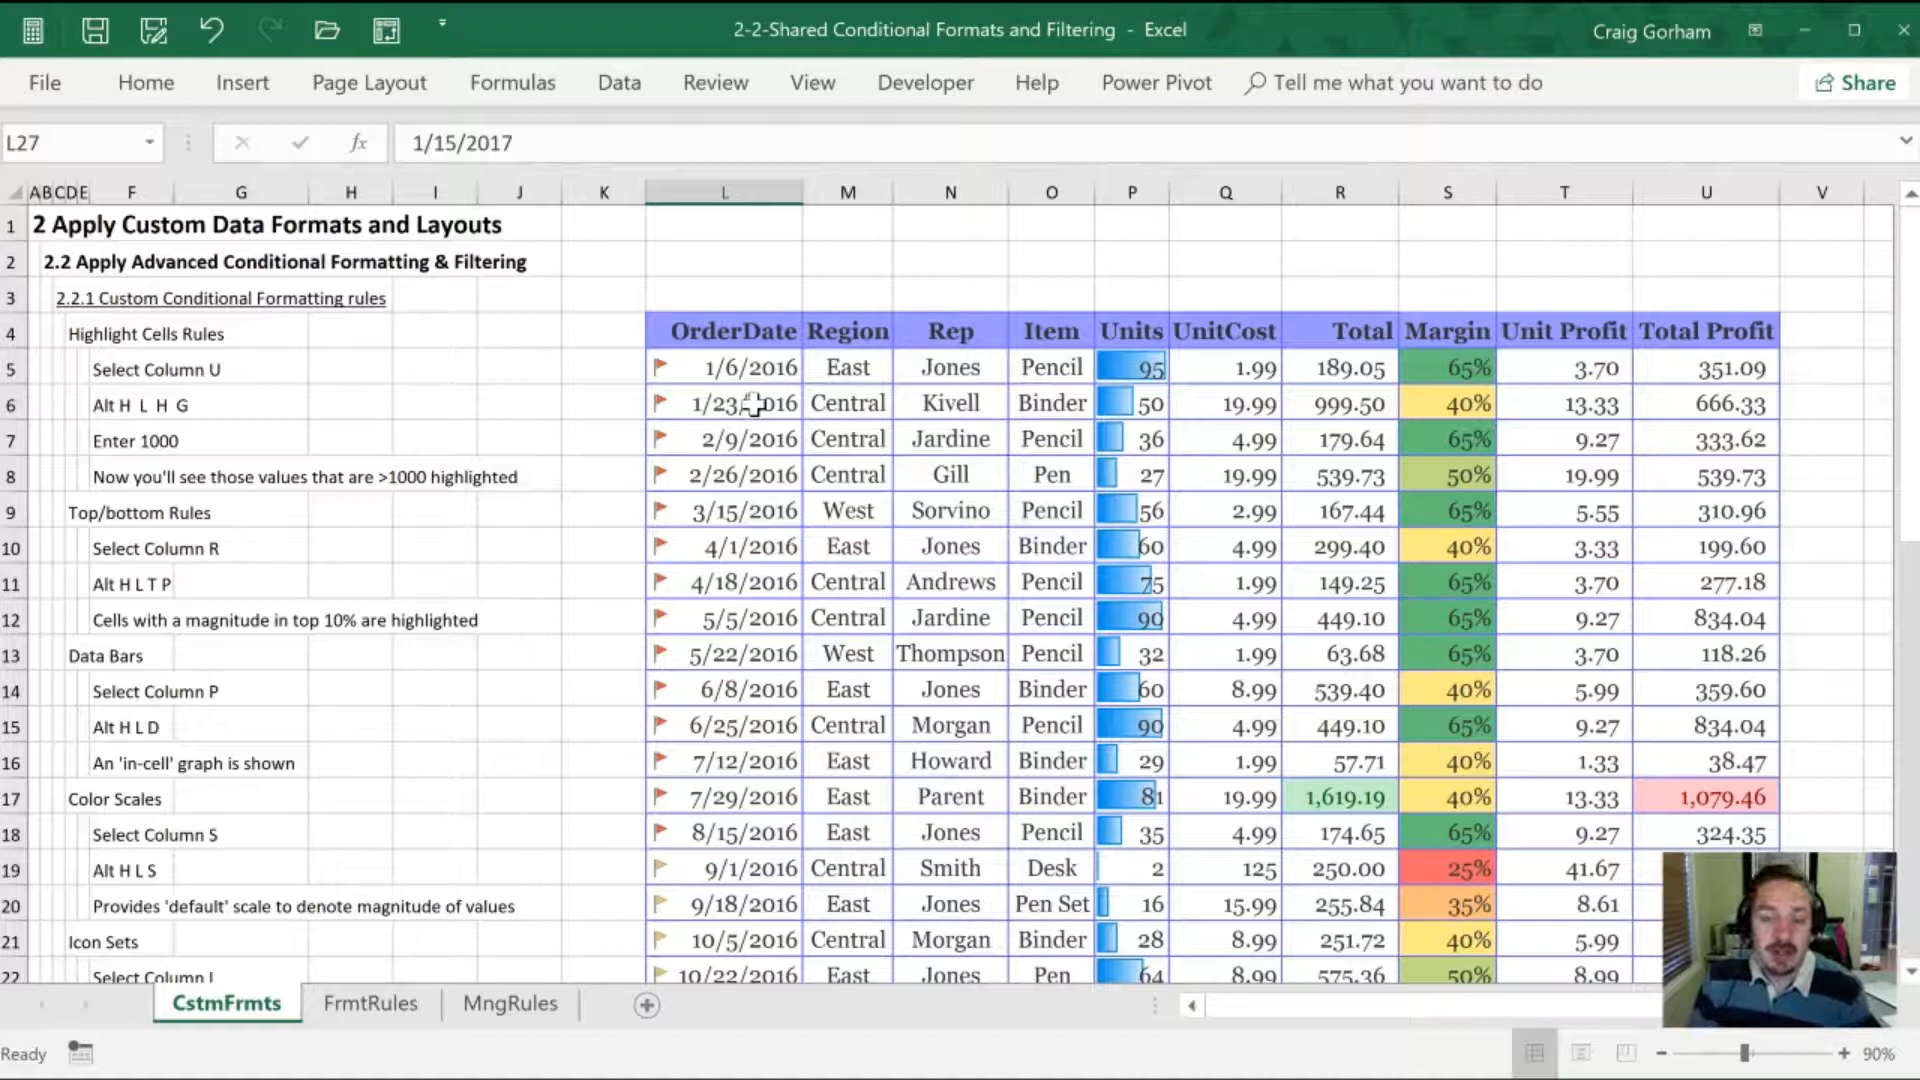 2-2-Shared Conditional Formats and Filtering - Excel
Craig Gorham
File Home Insert Page Layout Formulas Data Review View Developer Help Power Pivot Tell me what you want to do Share
L27 fx 1/15/2017
A B C D E F G H I J K L M N O P Q R S T U V
1 2 Apply Custom Data Formats and Layouts
2 2.2 Apply Advanced Conditional Formatting & Filtering
3 2.2.1 Custom Conditional Formatting rules
4 Highlight Cells Rules OrderDate Region Rep Item Units UnitCost Total Margin Unit Profit Total Profit
5 Select Column U 1/6/2016 East Jones Pencil 95 1.99 189.05 65% 3.70 351.09
6 Alt H L H G 1/23/2016 Central Kivell Binder 50 19.99 999.50 40% 13.33 666.33
7 Enter 1000 2/9/2016 Central Jardine Pencil 36 4.99 179.64 65% 9.27 333.62
8 Now you'll see those values that are >1000 highlighted 2/26/2016 Central Gill Pen 27 19.99 539.73 50% 19.99 539.73
9 Top/bottom Rules 3/15/2016 West Sorvino Pencil 56 2.99 167.44 65% 5.55 310.96
10 Select Column R 4/1/2016 East Jones Binder 60 4.99 299.40 40% 3.33 199.60
11 Alt H L T P 4/18/2016 Central Andrews Pencil 75 1.99 149.25 65% 3.70 277.18
12 Cells with a magnitude in top 10% are highlighted 5/5/2016 Central Jardine Pencil 90 4.99 449.10 65% 9.27 834.04
13 Data Bars 5/22/2016 West Thompson Pencil 32 1.99 63.68 65% 3.70 118.26
14 Select Column P 6/8/2016 East Jones Binder 60 8.99 539.40 40% 5.99 359.60
15 Alt H L D 6/25/2016 Central Morgan Pencil 90 4.99 449.10 65% 9.27 834.04
16 An 'in-cell' graph is shown 7/12/2016 East Howard Binder 29 1.99 57.71 40% 1.33 38.47
17 Color Scales 7/29/2016 East Parent Binder 81 19.99 1,619.19 40% 13.33 1,079.46
18 Select Column S 8/15/2016 East Jones Pencil 35 4.99 174.65 65% 9.27 324.35
19 Alt H L S 9/1/2016 Central Smith Desk 2 125 250.00 25% 41.67
20 Provides 'default' scale to denote magnitude of values 9/18/2016 East Jones Pen Set 16 15.99 255.84 35% 8.61
21 Icon Sets 10/5/2016 Central Morgan Binder 28 8.99 251.72 40% 5.99
22 Select Column L 10/22/2016 East Jones Pen 64 8.99 575.36 50% 8.99
CstmFrmts FrmtRules MngRules
Ready 90%